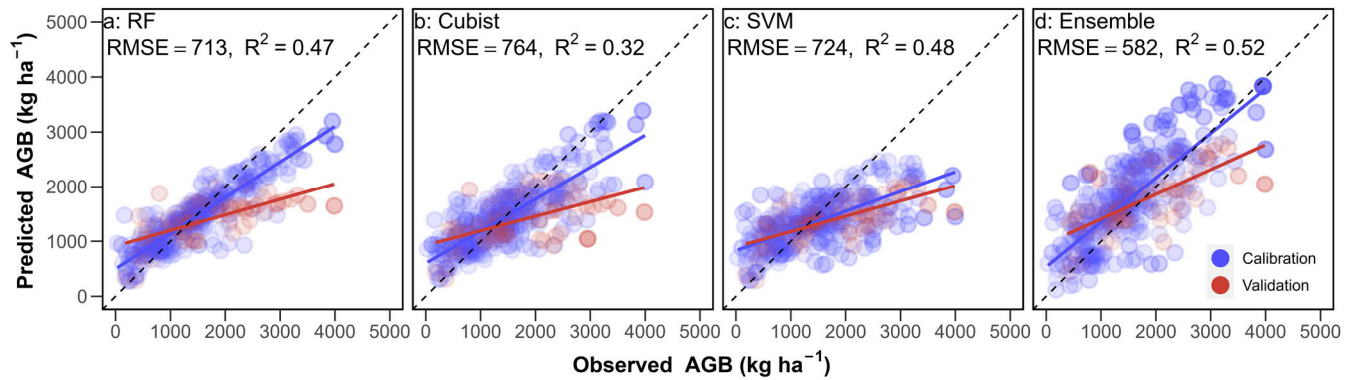 a: RF
RMSE = 713, R² = 0.47
b: Cubist
RMSE = 764, R² = 0.32
c: SVM
RMSE = 724, R² = 0.48
d: Ensemble
RMSE = 582, R² = 0.52
Predicted AGB (kg ha⁻¹)
5000
4000
3000
2000
1000
0
Calibration
Validation
0 1000 2000 3000 4000 5000
0 1000 2000 3000 4000 5000
0 1000 2000 3000 4000 5000
0 1000 2000 3000 4000 5000
Observed AGB (kg ha⁻¹)